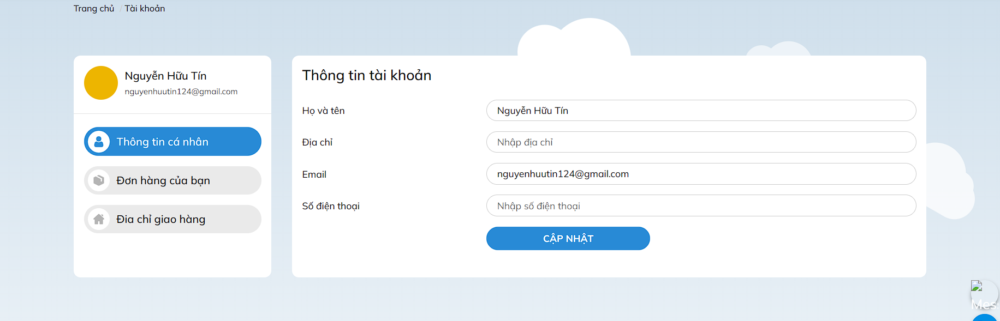 Trang chủ / Tài khoản
Nguyễn Hữu Tín
nguyenhuutin124@gmail.com
Thông tin cá nhân
Đơn hàng của bạn
Đia chỉ giao hàng
Thông tin tài khoản
Họ và tên
Nguyễn Hữu Tín
Địa chỉ
Nhập địa chỉ
Email
nguyenhuutin124@gmail.com
Số điện thoại
Nhập số điện thoại
CẬP NHẬT
Mes